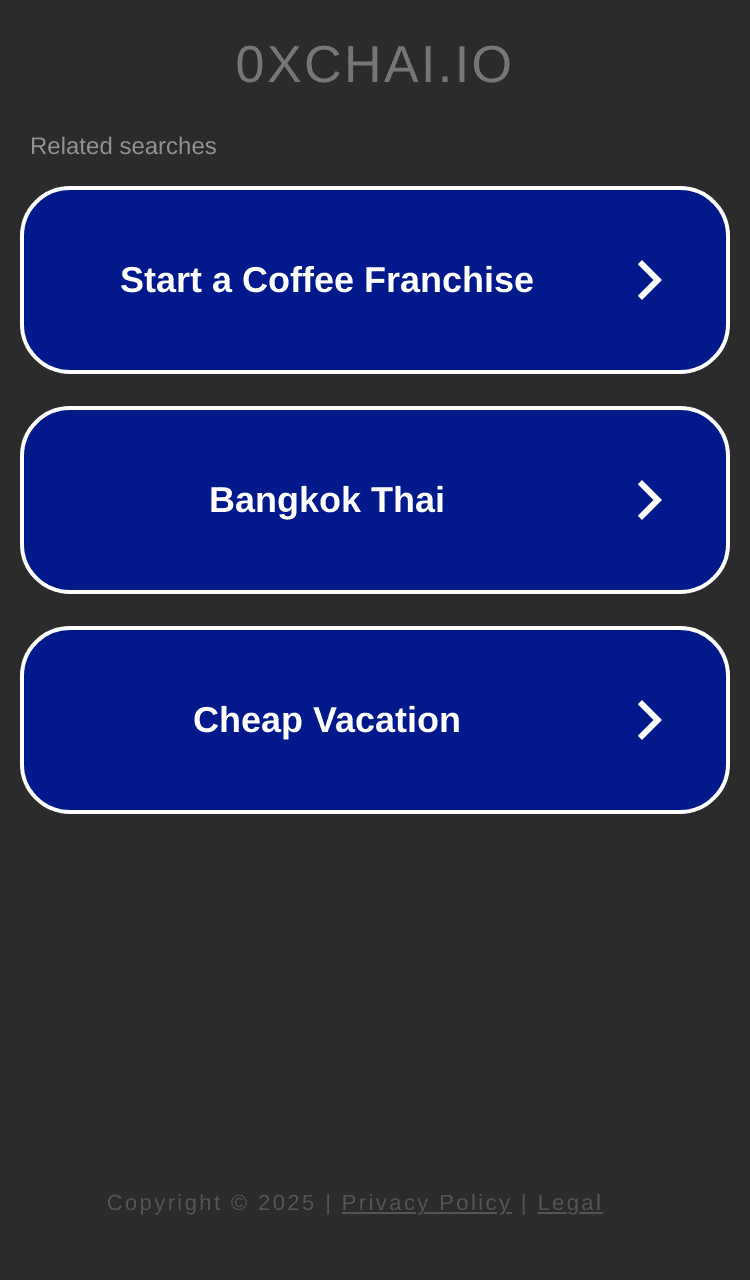 0XCHAI.IO
Related searches
Start a Coffee Franchise
Bangkok Thai
Cheap Vacation
Copyright © 2025 | Privacy Policy | Legal